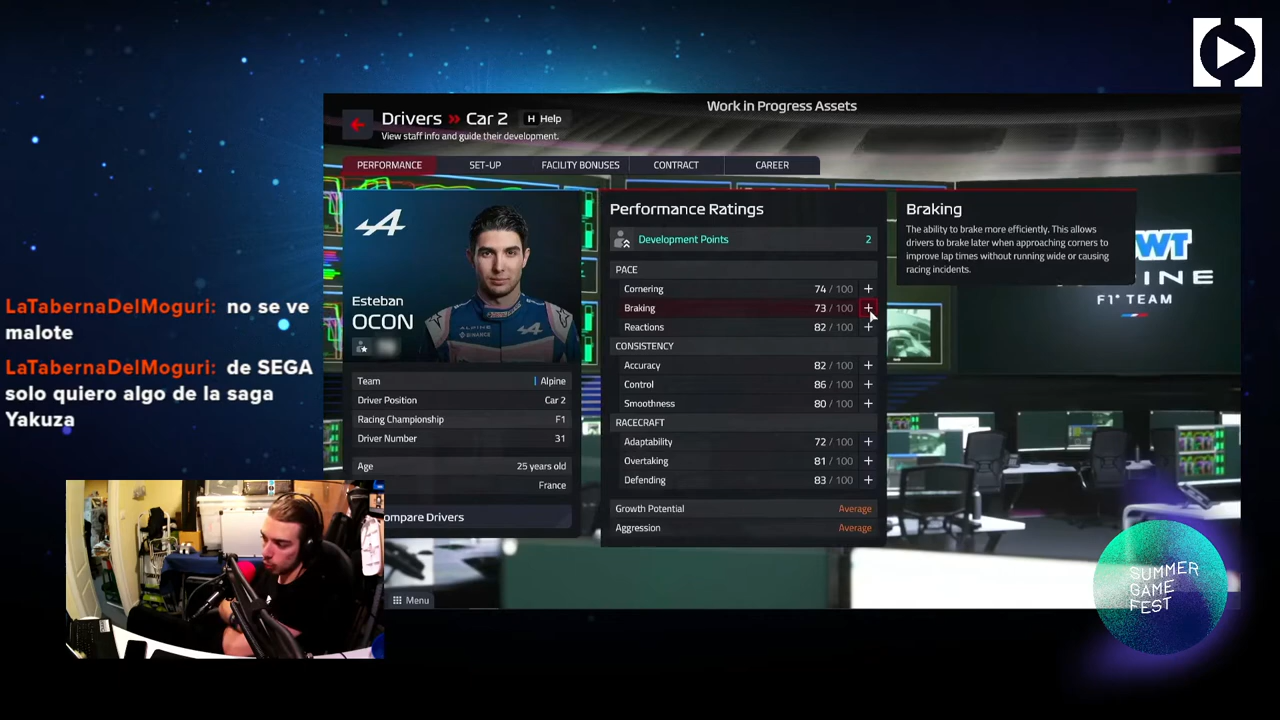 Work in Progress Assets
Drivers » Car 2 H Help
View staff info and guide their development.
PERFORMANCE SET-UP FACILITY BONUSES CONTRACT CAREER
Esteban
OCON
Team Alpine
Driver Position Car 2
Racing Championship F1
Driver Number 31
Age 25 years old
France
ompare Drivers
Menu
Performance Ratings
Development Points 2
PACE
Cornering 74 / 100 +
Braking 73 / 100 +
Reactions 82 / 100 +
CONSISTENCY
Accuracy 82 / 100 +
Control 86 / 100 +
Smoothness 80 / 100 +
RACECRAFT
Adaptability 72 / 100 +
Overtaking 81 / 100 +
Defending 83 / 100 +
Growth Potential Average
Aggression Average
Braking
The ability to brake more efficiently. This allows
drivers to brake later when approaching corners to
improve lap times without running wide or causing
racing incidents.
WT
PINE
F1® TEAM
LaTabernaDelMoguri: no se ve
malote
LaTabernaDelMoguri: de SEGA
solo quiero algo de la saga
Yakuza
SUMMER
GAME
FEST